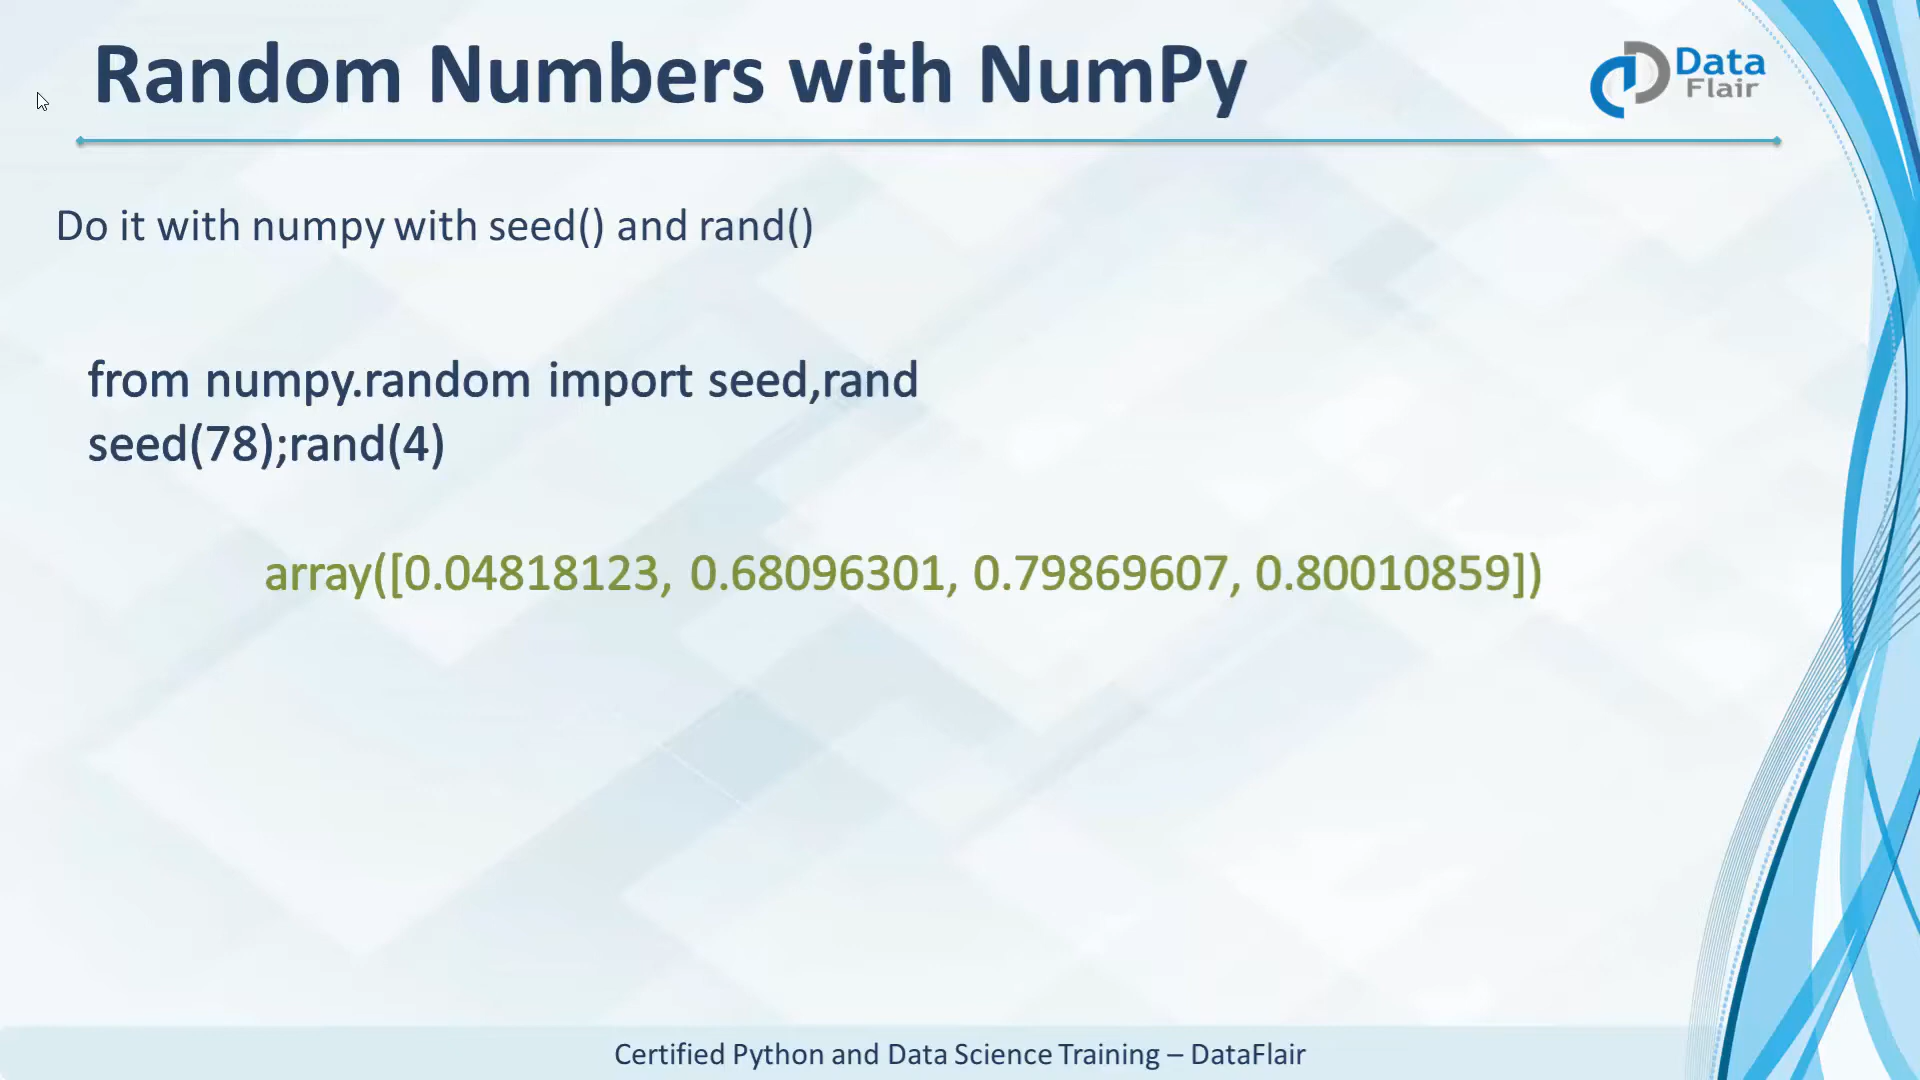 Random Numbers with NumPy
Data
Flair
Do it with numpy with seed() and rand()
from numpy.random import seed,rand
seed(78);rand(4)
array([0.04818123, 0.68096301, 0.79869607, 0.80010859])
Certified Python and Data Science Training – DataFlair